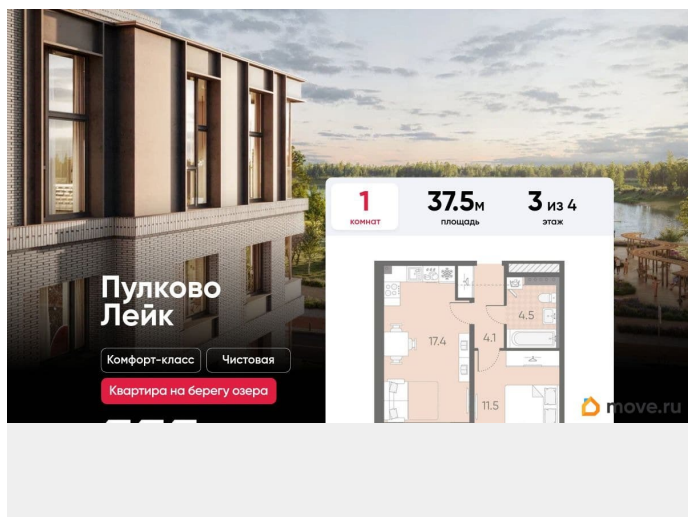 1
комнат
37.5м
площадь
3 из 4
этаж
Пулково
Лейк
Комфорт-класс
Чистовая
Квартира на берегу озера
17.4
4.1
4.5
11.5
move.ru